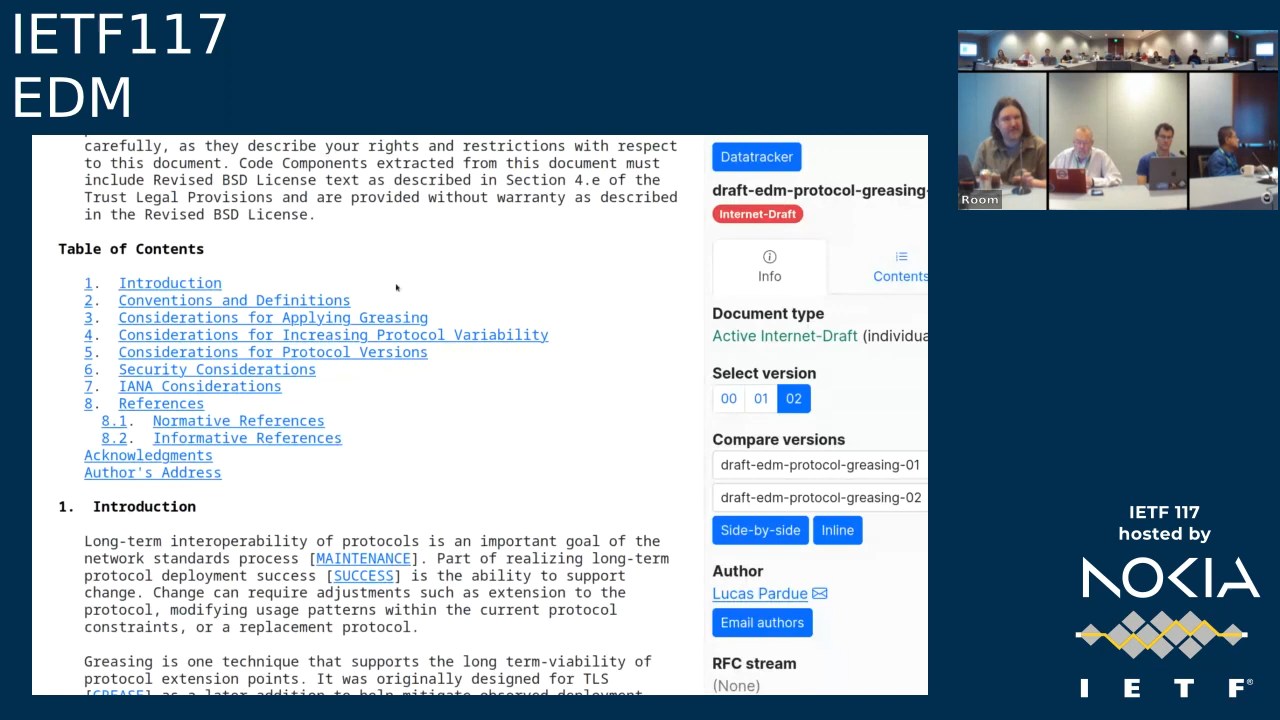 IETF117
EDM
carefully, as they describe your rights and restrictions with respect
to this document. Code Components extracted from this document must
include Revised BSD License text as described in Section 4.e of the
Trust Legal Provisions and are provided without warranty as described
in the Revised BSD License.
Table of Contents
1. Introduction
2. Conventions and Definitions
3. Considerations for Applying Greasing
4. Considerations for Increasing Protocol Variability
5. Considerations for Protocol Versions
6. Security Considerations
7. IANA Considerations
8. References
8.1. Normative References
8.2. Informative References
Acknowledgments
Author's Address
1. Introduction
Long-term interoperability of protocols is an important goal of the
network standards process [MAINTENANCE]. Part of realizing long-term
protocol deployment success [SUCCESS] is the ability to support
change. Change can require adjustments such as extension to the
protocol, modifying usage patterns within the current protocol
constraints, or a replacement protocol.
Greasing is one technique that supports the long term-viability of
protocol extension points. It was originally designed for TLS
[GREASE] as a later addition to help mitigate observed deployment
Datatracker
draft-edm-protocol-greasing-
Internet-Draft
Info
Contents
Document type
Active Internet-Draft (individua
Select version
00 01 02
Compare versions
draft-edm-protocol-greasing-01
draft-edm-protocol-greasing-02
Side-by-side Inline
Author
Lucas Pardue
Email authors
RFC stream
(None)
Room
IETF 117
hosted by
NOKIA
I E T F®